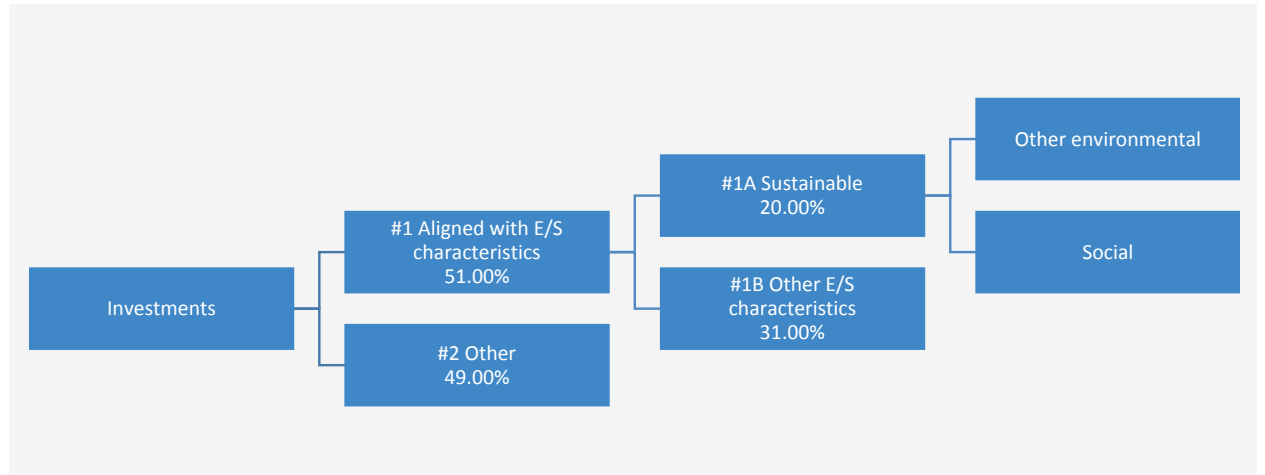 Investments
#1 Aligned with E/S
characteristics
51.00%
#2 Other
49.00%
#1A Sustainable
20.00%
#1B Other E/S
characteristics
31.00%
Other environmental
Social